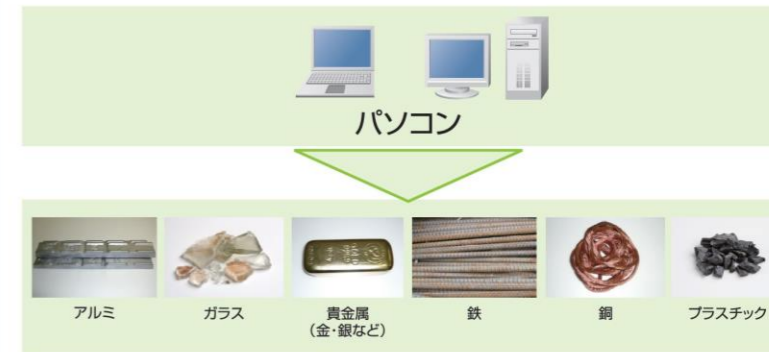 パソコン
アルミ
ガラス
貴金属
(金・銀など)
鉄
銅
プラスチック